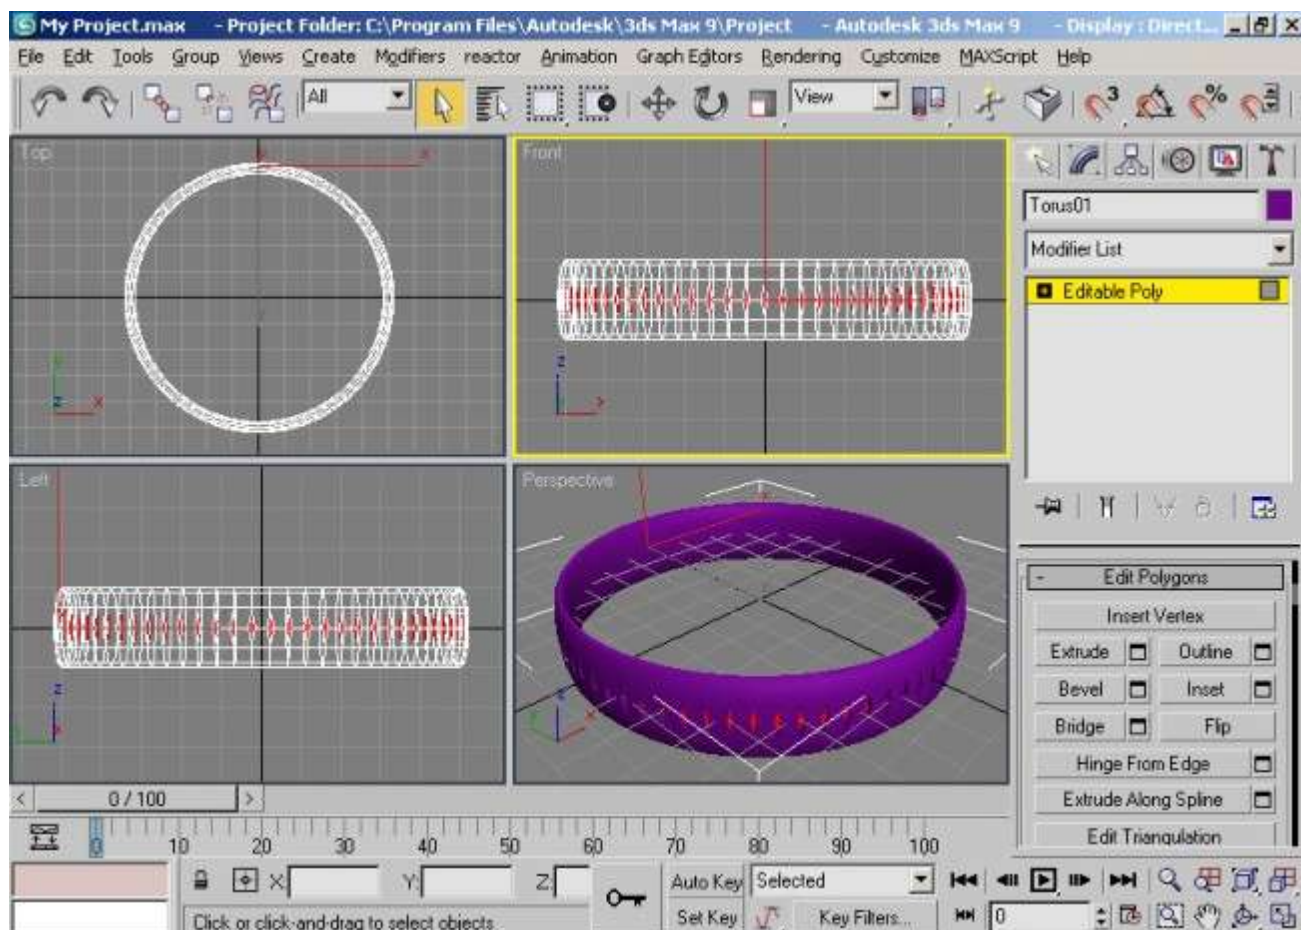 My Project.max - Project Folder: C:\Program Files\Autodesk\3ds Max 9\Project - Autodesk 3ds Max 9 - Display : Direct...
File Edit Tools Group Views Create Modifiers reactor Animation Graph Editors Rendering Customize MAXScript Help
All View 3 %
Top Front
Torus01
Modifier List
Editable Poly
Left Perspective
- Edit Polygons
Insert Vertex
Extrude Outline
Bevel Inset
Bridge Flip
Hinge From Edge
Extrude Along Spline
Edit Triangulation
< 0 / 100 >
0 10 20 30 40 50 60 70 80 90 100
X: Y: Z: Auto Key Selected
Click or click-and-drag to select objects Set Key Key Filters... 0